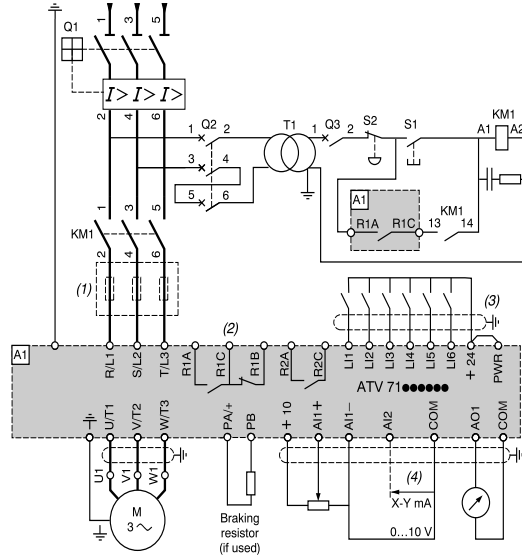 1 3 5
Q1
I> I> I>
2 4 6
1 Q2 2
3 4
5 6
T1
1 Q3 2
S2
S1
KM1
A1 A2
A1
R1A R1C
13 KM1 14
1 3 5
KM1
2 4 6
(1)
(2)
(3)
A1
R/L1 S/L2 T/L3 R1A R1C R1B R2A R2C LI1 LI2 LI3 LI4 LI5 LI6 + 24 PWR
ATV 71●●●●●●
U/T1 V/T2 W/T3 PA/+ PB + 10 AI1+ AI1– AI2 COM AO1 COM
U1 V1 W1
M
3 ~
Braking
resistor
(if used)
(4)
X-Y mA
0...10 V